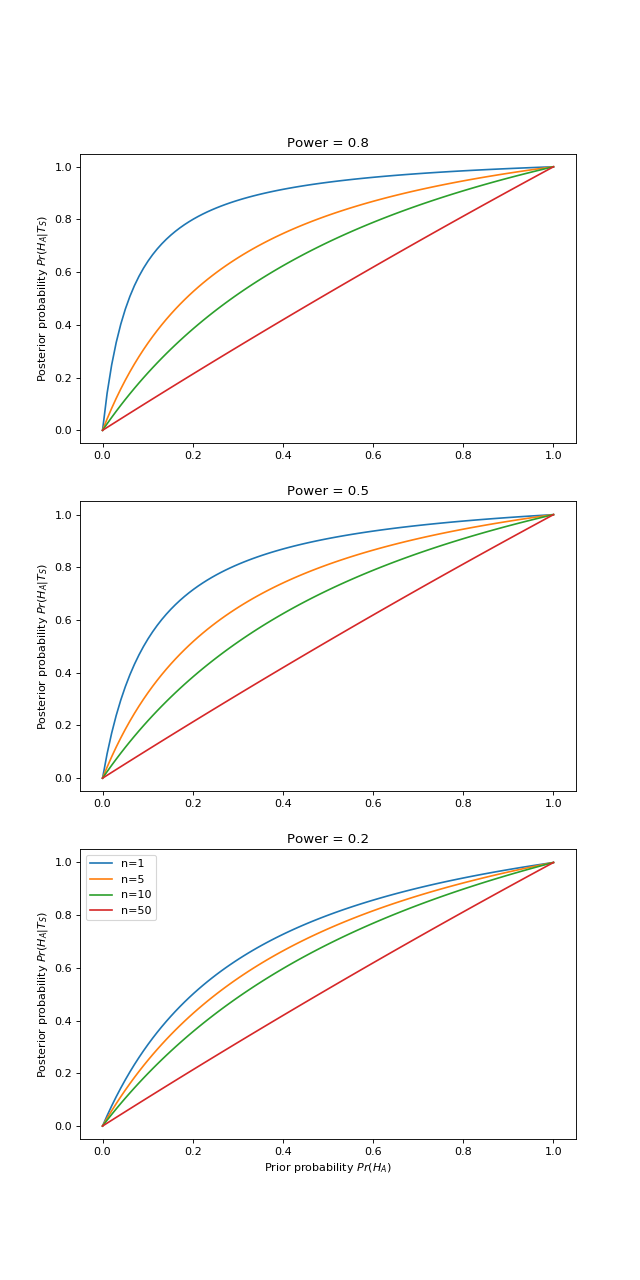 Power = 0.8
Posterior probability Pr(H_A|T_S)
1.0
0.8
0.6
0.4
0.2
0.0
0.0 0.2 0.4 0.6 0.8 1.0
Power = 0.5
Posterior probability Pr(H_A|T_S)
1.0
0.8
0.6
0.4
0.2
0.0
0.0 0.2 0.4 0.6 0.8 1.0
Power = 0.2
Posterior probability Pr(H_A|T_S)
1.0
0.8
0.6
0.4
0.2
0.0
n=1
n=5
n=10
n=50
0.0 0.2 0.4 0.6 0.8 1.0
Prior probability Pr(H_A)